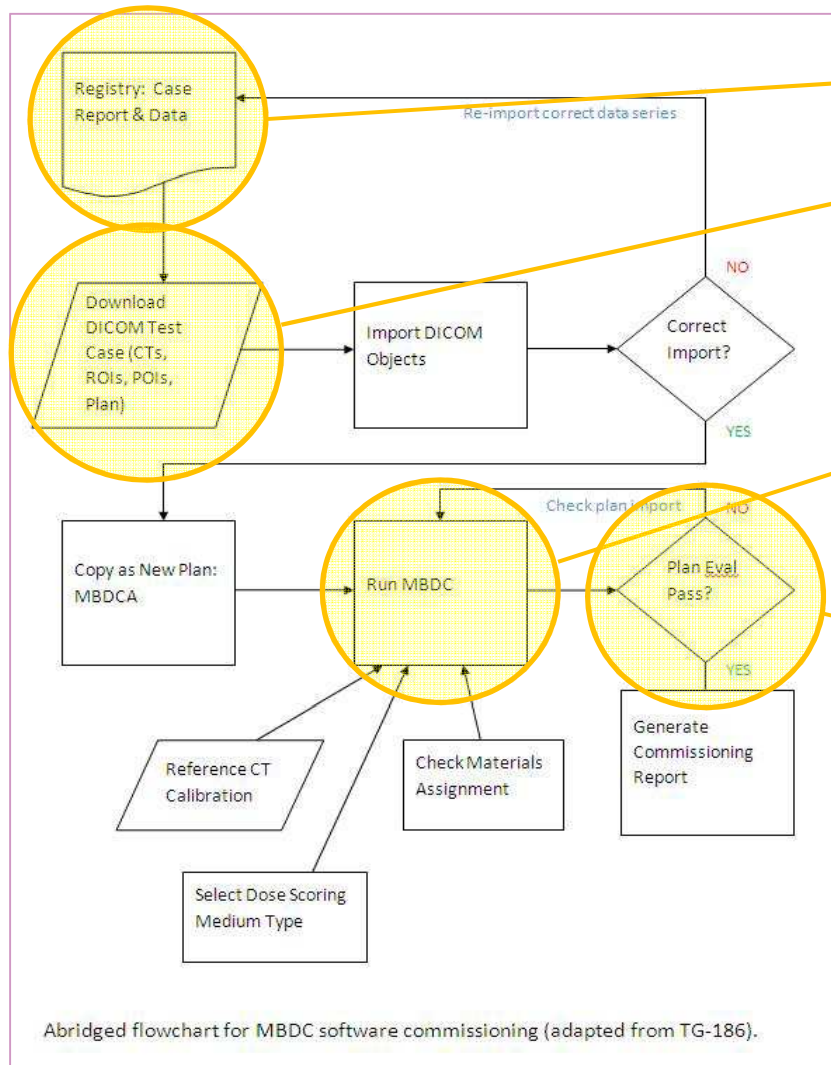 Registry: Case
Report & Data
Re-import correct data series
NO
Download
DICOM Test
Case (CTs,
ROIs, POIs,
Plan)
Import DICOM
Objects
Correct
Import?
YES
Check plan import
NO
Copy as New Plan:
MBDCA
Run MBDC
Plan Eval
Pass?
YES
Reference CT
Calibration
Check Materials
Assignment
Generate
Commissioning
Report
Select Dose Scoring
Medium Type
Abridged flowchart for MBDC software commissioning (adapted from TG-186).